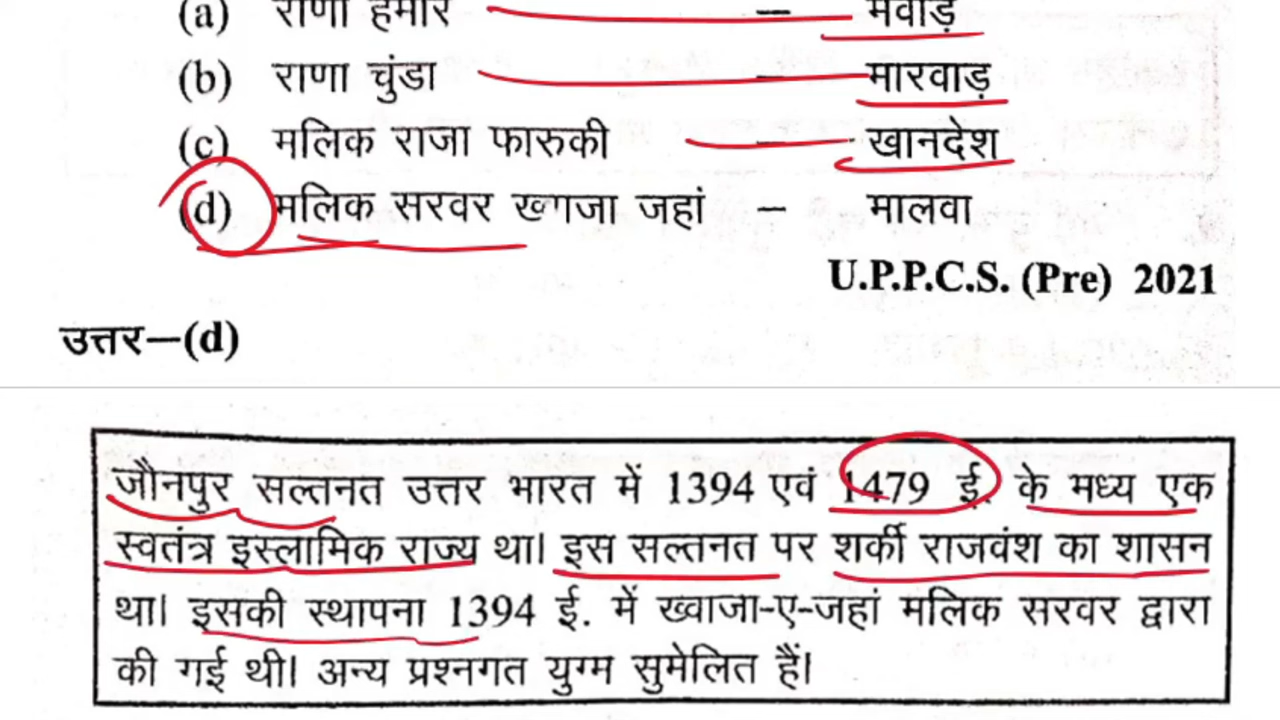 (a) राणा हमीर – मेवाड़
(b) राणा चुंडा – मारवाड़
(c) मलिक राजा फारुकी – खानदेश
(d) मलिक सरवर ख्वाजा जहां – मालवा
U.P.P.C.S. (Pre) 2021
उत्तर–(d)
जौनपुर सल्तनत उत्तर भारत में 1394 एवं 1479 ई. के मध्य एक
स्वतंत्र इस्लामिक राज्य था। इस सल्तनत पर शर्की राजवंश का शासन
था। इसकी स्थापना 1394 ई. में ख्वाजा-ए-जहां मलिक सरवर द्वारा
की गई थी। अन्य प्रश्नगत युग्म सुमेलित हैं।